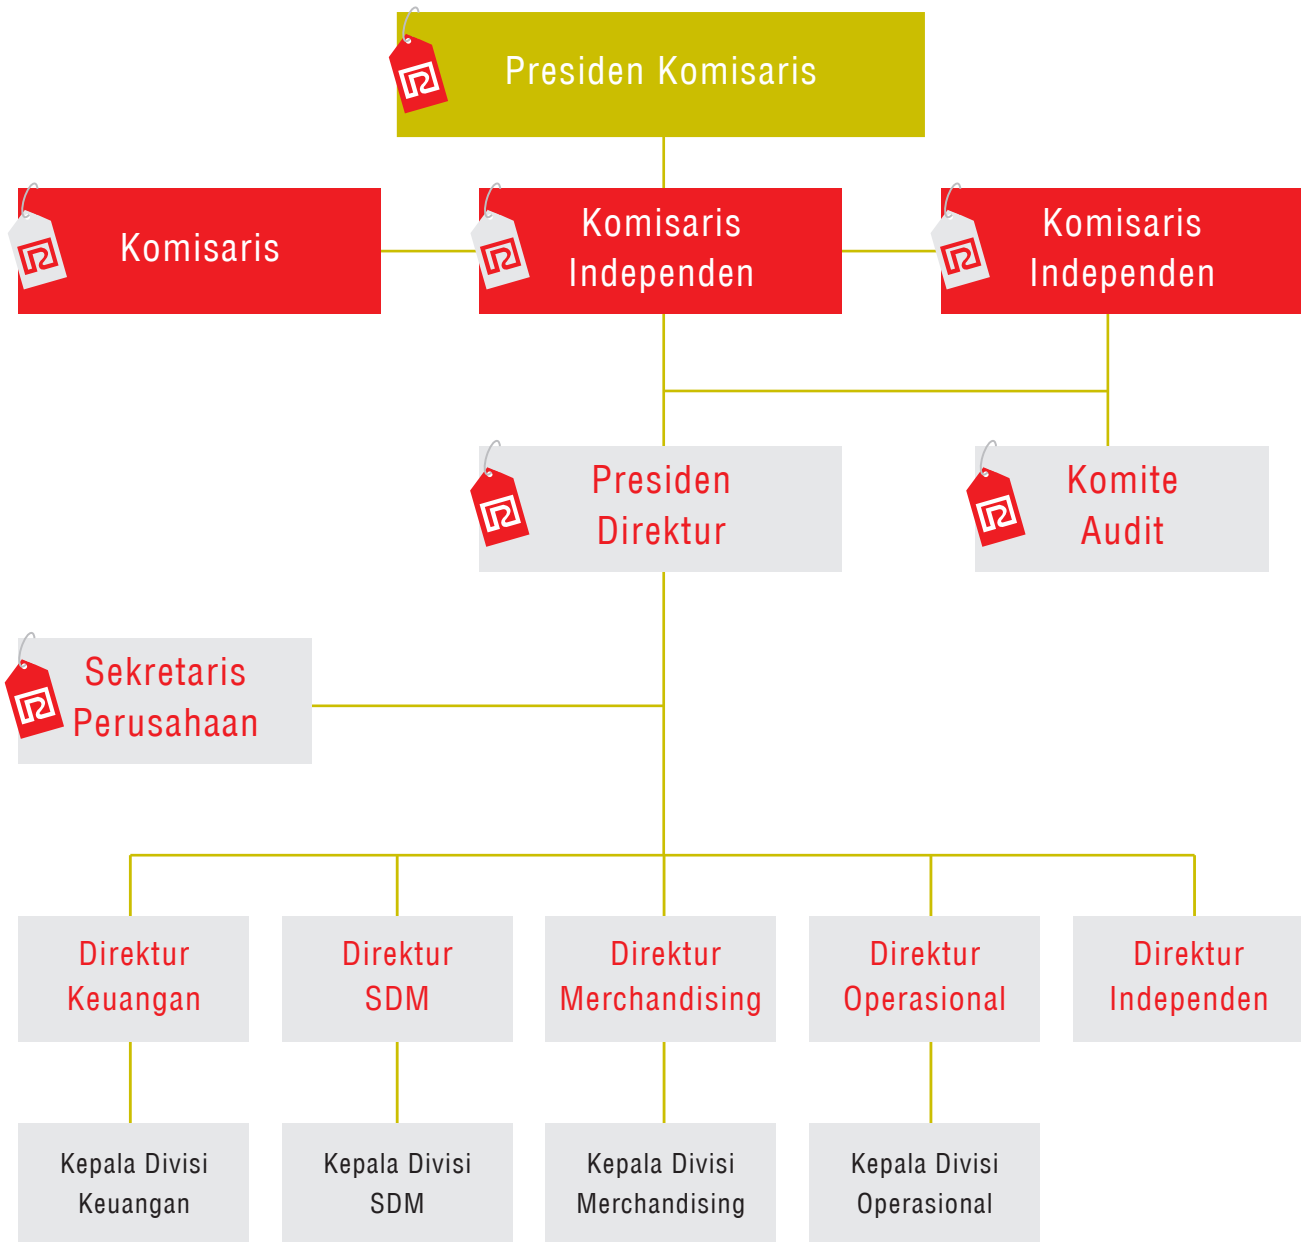 Presiden Komisaris
Komisaris
Komisaris
Independen
Komisaris
Independen
Presiden
Direktur
Komite
Audit
Sekretaris
Perusahaan
Direktur
Keuangan
Direktur
SDM
Direktur
Merchandising
Direktur
Operasional
Direktur
Independen
Kepala Divisi
Keuangan
Kepala Divisi
SDM
Kepala Divisi
Merchandising
Kepala Divisi
Operasional